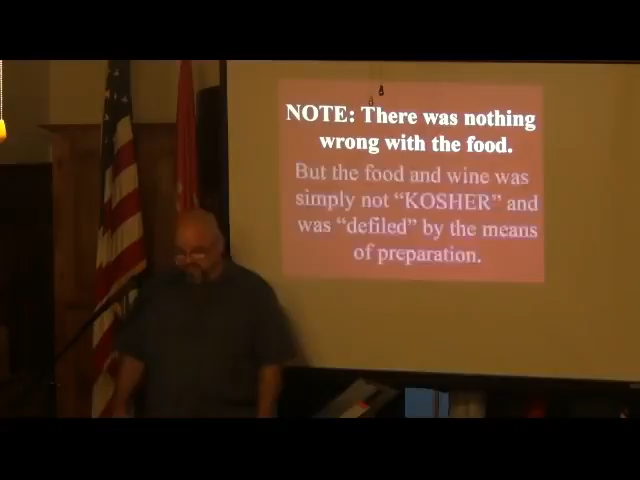 NOTE: There was nothing
wrong with the food.
But the food and wine was
simply not “KOSHER” and
was “defiled” by the means
of preparation.